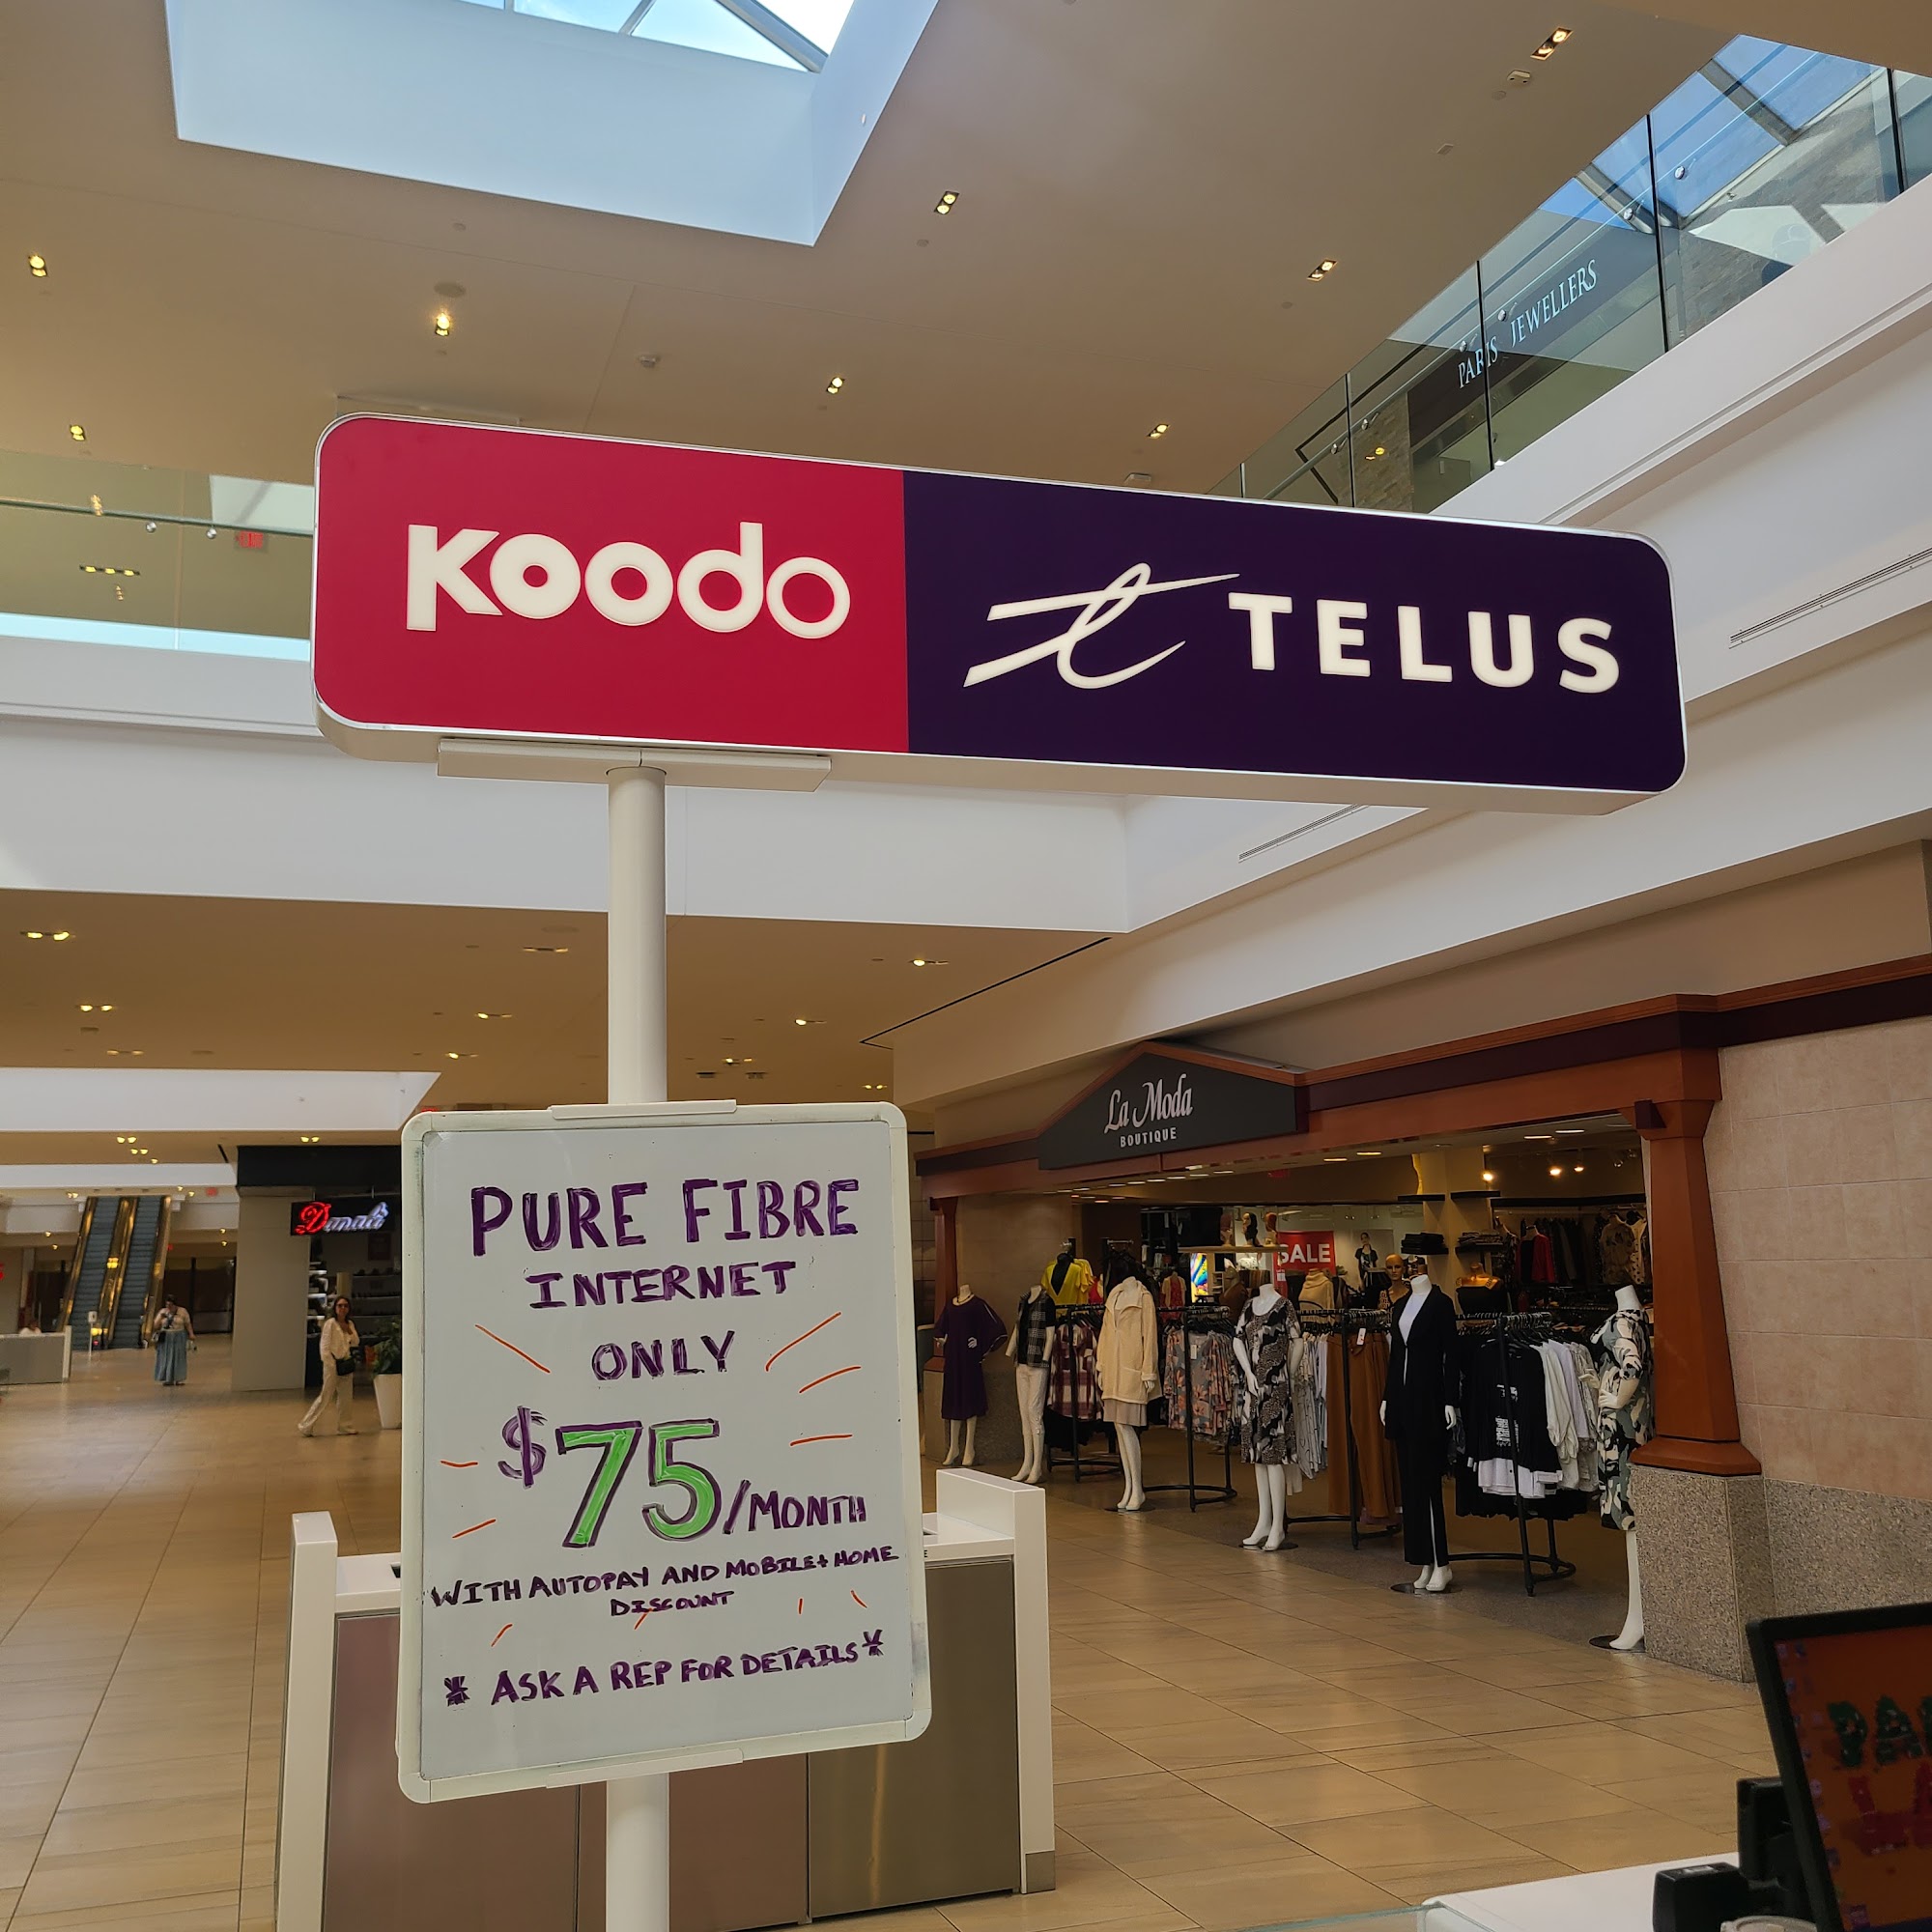 PARIS JEWELLERS
Koodo
TELUS
La Moda
BOUTIQUE
Danali
SALE
PURE FIBRE
INTERNET
ONLY
$75/MONTH
WITH AUTOPAY AND MOBILE+HOME
DISCOUNT
* ASK A REP FOR DETAILS *